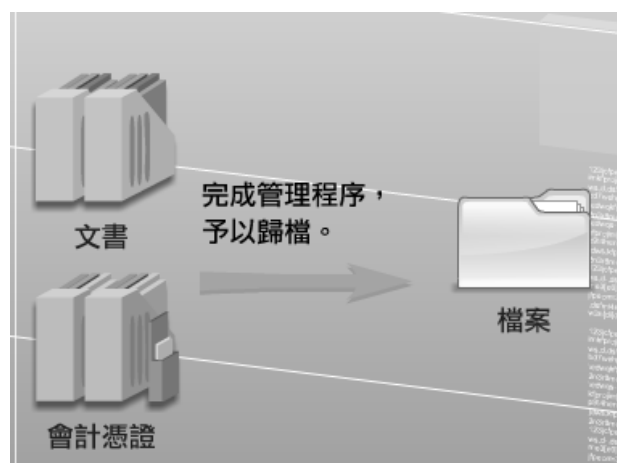 文書
完成管理程序，
予以歸檔。
檔案
會計憑證